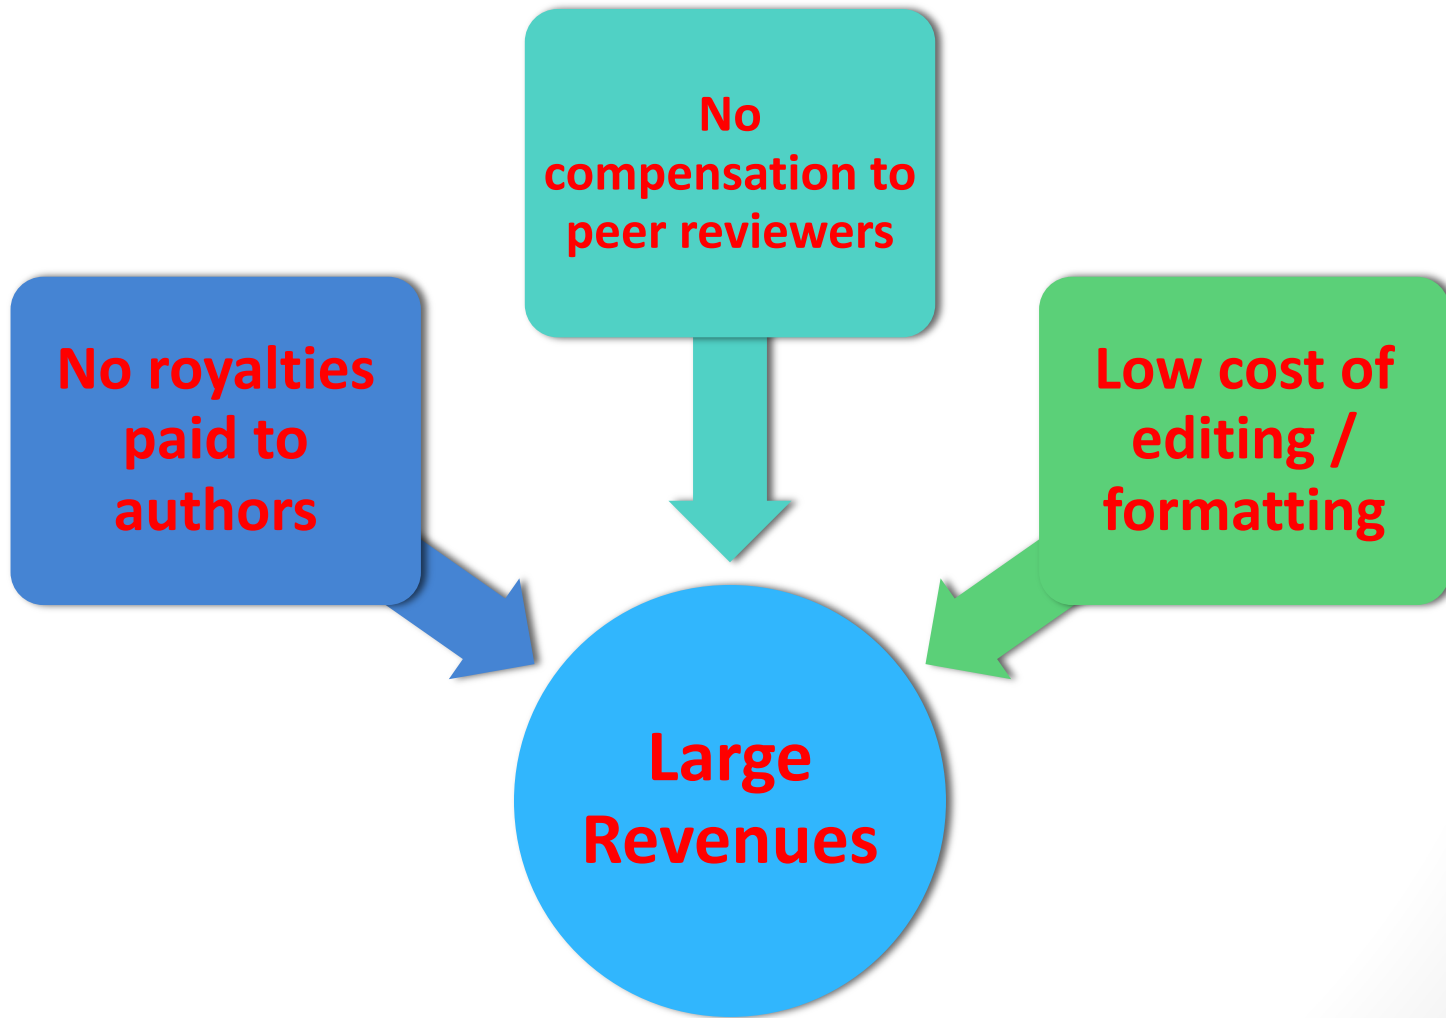 No
compensation to
peer reviewers
No royalties
paid to
authors
Low cost of
editing /
formatting
Large
Revenues